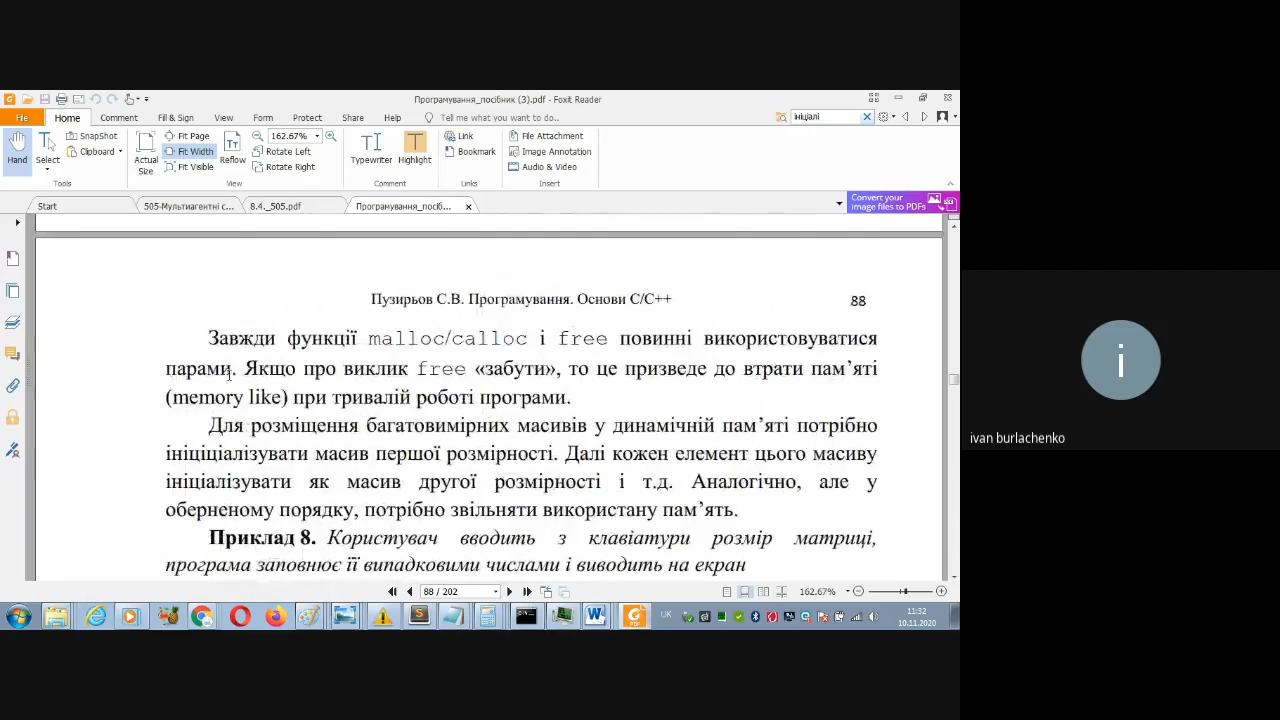 Програмування_посібник (3).pdf - Foxit Reader
File Home Comment Fill & Sign View Form Protect Share Help Tell me what you want to do.. ініціалі
Hand
Select
SnapShot
Clipboard
Tools
Actual Size
Fit Page
Fit Width
Fit Visible
Reflow
162.67%
Rotate Left
Rotate Right
View
Typewriter
Highlight
Comment
Link
Bookmark
Links
File Attachment
Image Annotation
Audio & Video
Insert
Start 505-Мультиагентні с... 8.4._505.pdf Програмування_посіб...
Convert your
image files to PDFs
Пузирьов С.В. Програмування. Основи C/C++ 88
Завжди функції malloc/calloc і free повинні використовуватися
парами. Якщо про виклик free «забути», то це призведе до втрати пам’яті
(memory like) при тривалій роботі програми.
Для розміщення багатовимірних масивів у динамічній пам’яті потрібно
ініціціалізувати масив першої розмірності. Далі кожен елемент цього масиву
ініціалізувати як масив другої розмірності і т.д. Аналогічно, але у
оберненому порядку, потрібно звільняти використану пам’ять.
Приклад 8. Користувач вводить з клавіатури розмір матриці,
програма заповнює її випадковими числами і виводить на екран
88 / 202 162.67%
UK
11:32
10.11.2020
i
ivan burlachenko